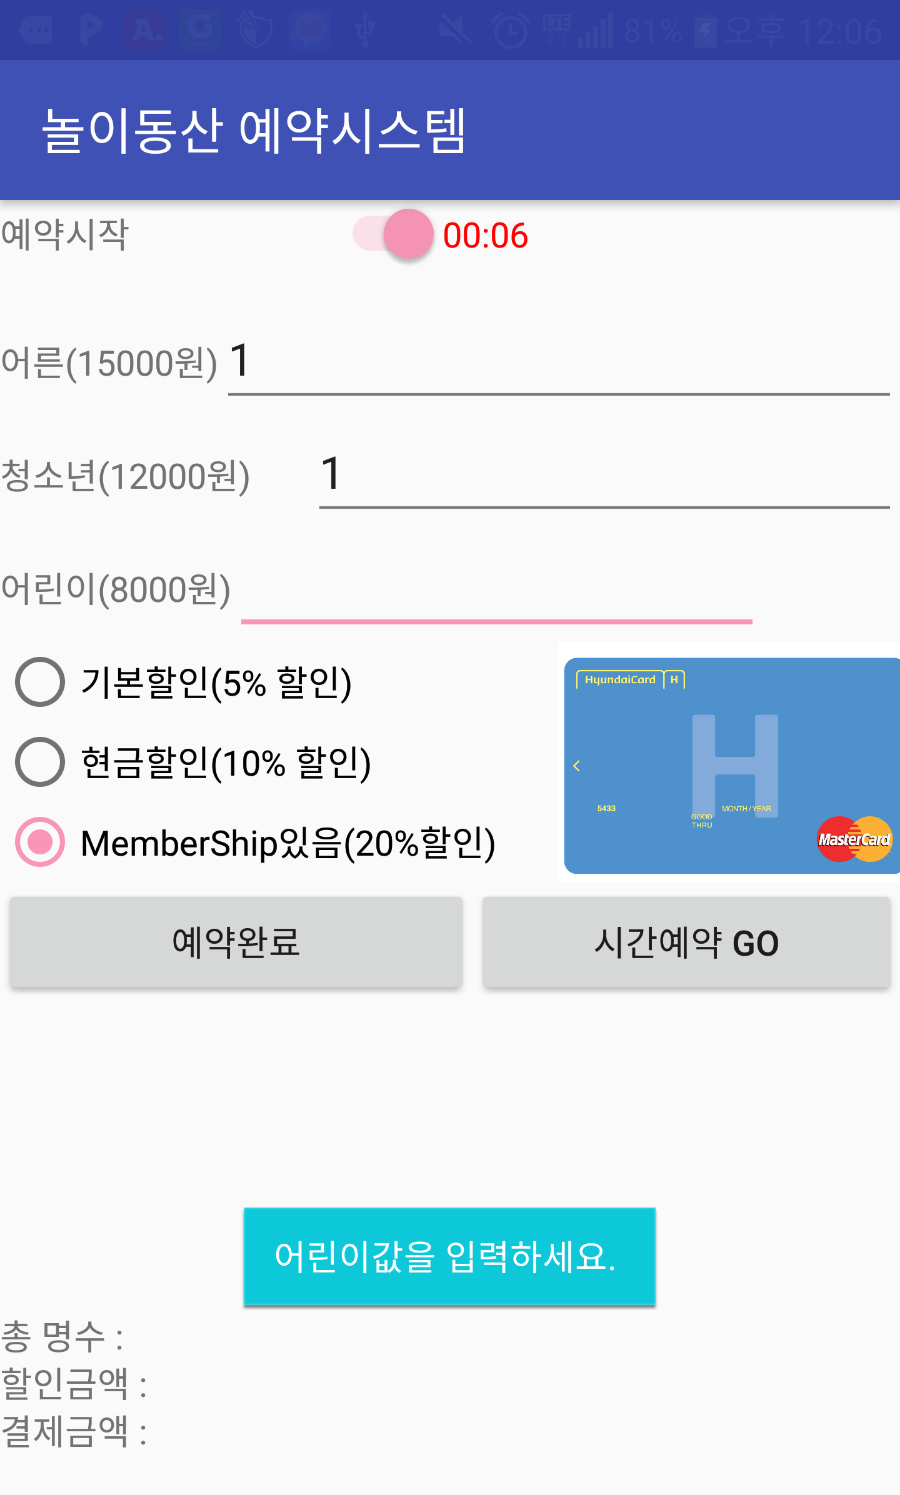 81% 오후 12:06
놀이동산 예약시스템
예약시작 00:06
어른(15000원) 1
청소년(12000원) 1
어린이(8000원)
기본할인(5% 할인)
현금할인(10% 할인)
MemberShip있음(20%할인)
HyundaiCard H
H
5433 MONTH / YEAR
GOOD
THRU
MasterCard
예약완료 시간예약 GO
어린이값을 입력하세요.
총 명수 :
할인금액 :
결제금액 :